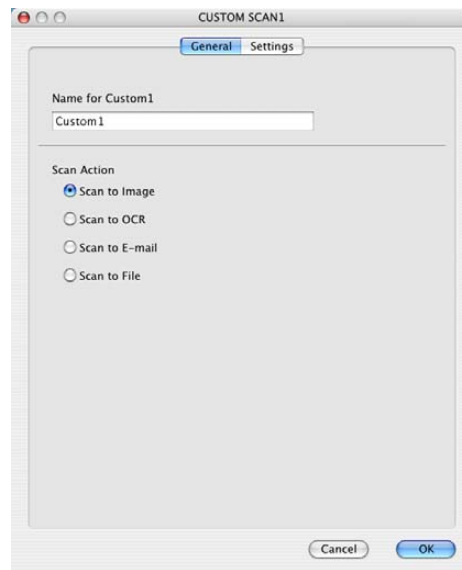 CUSTOM SCAN1
General Settings
Name for Custom1
Custom1
Scan Action
Scan to Image
Scan to OCR
Scan to E-mail
Scan to File
Cancel OK